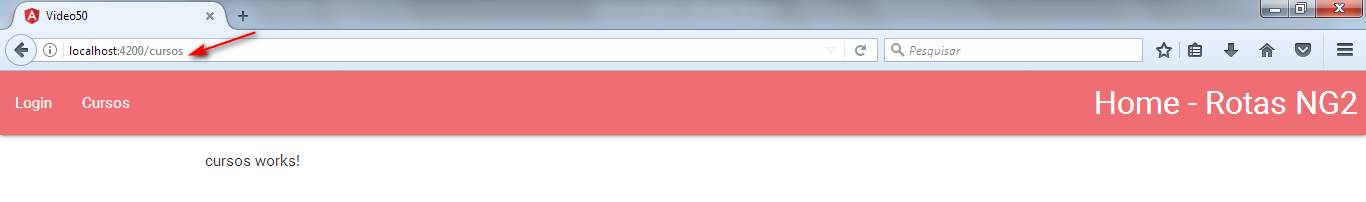 Video50
localhost:4200/cursos
Pesquisar
Login Cursos Home - Rotas NG2
cursos works!